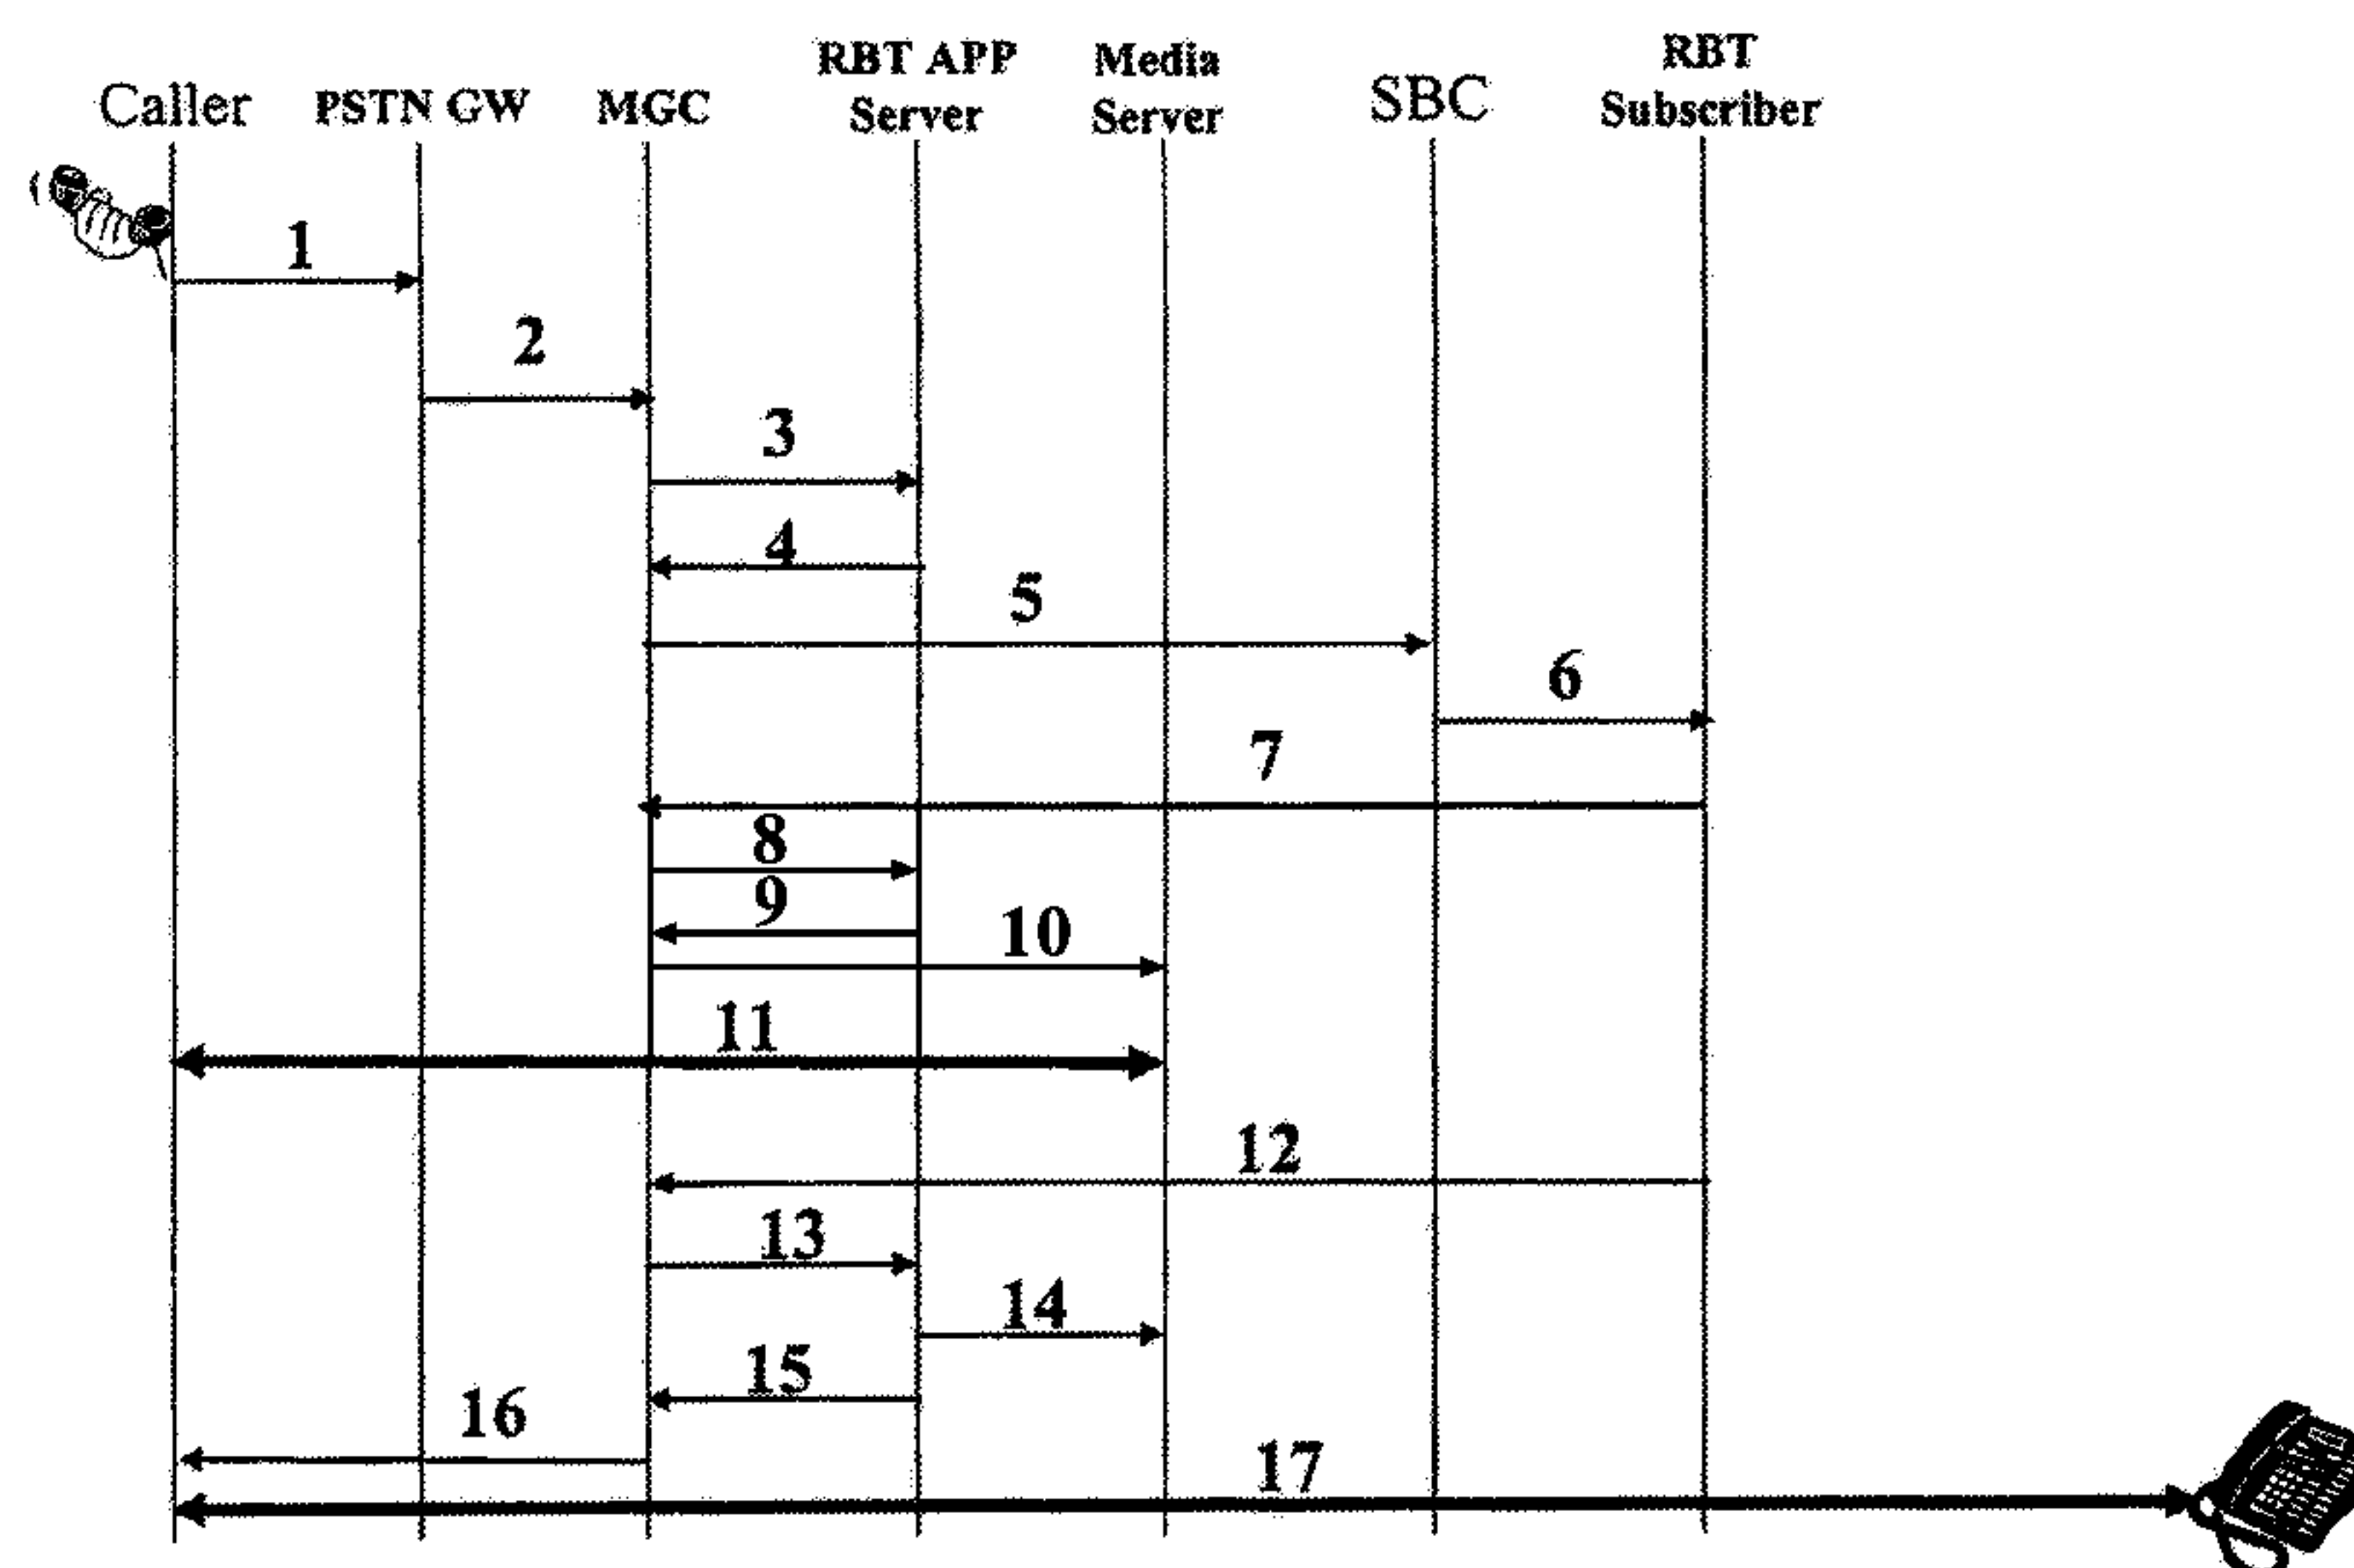 Caller
PSTN GW
MGC
RBT APP
Server
Media
Server
SBC
RBT
Subscriber
1
2
3
4
5
6
7
8
9
10
11
12
13
14
15
16
17